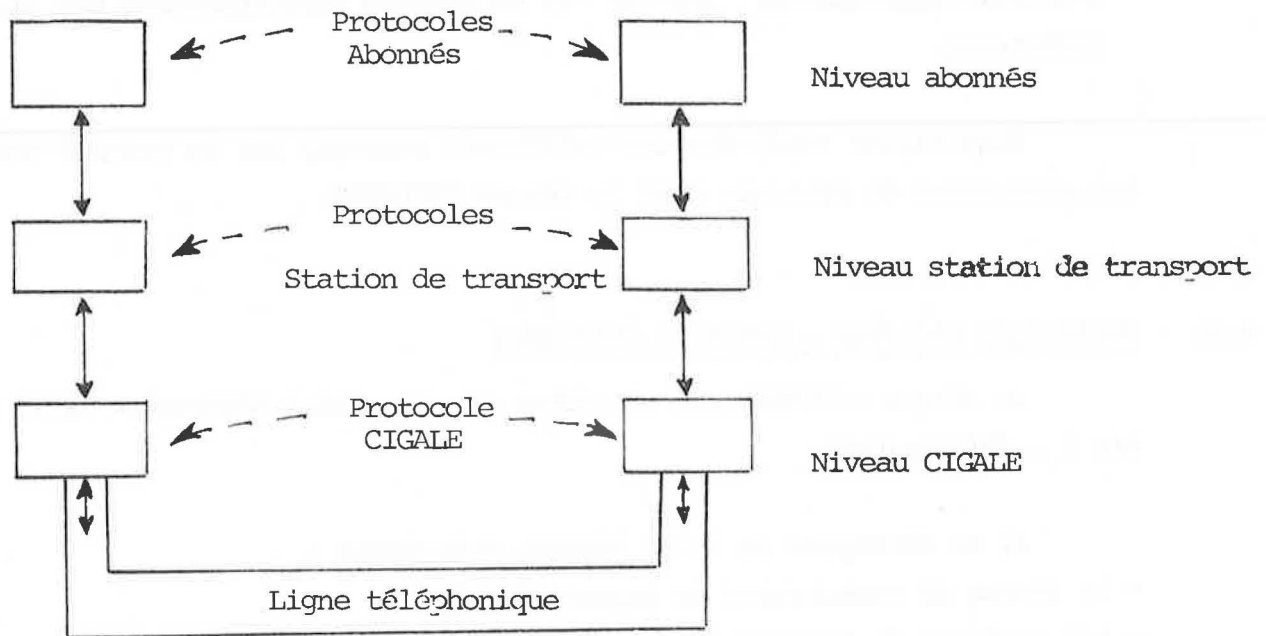 Protocoles
Abonnés
Niveau abonnés
Protocoles
Station de transport
Niveau station de transport
Protocole
CIGALE
Niveau CIGALE
Ligne téléphonique